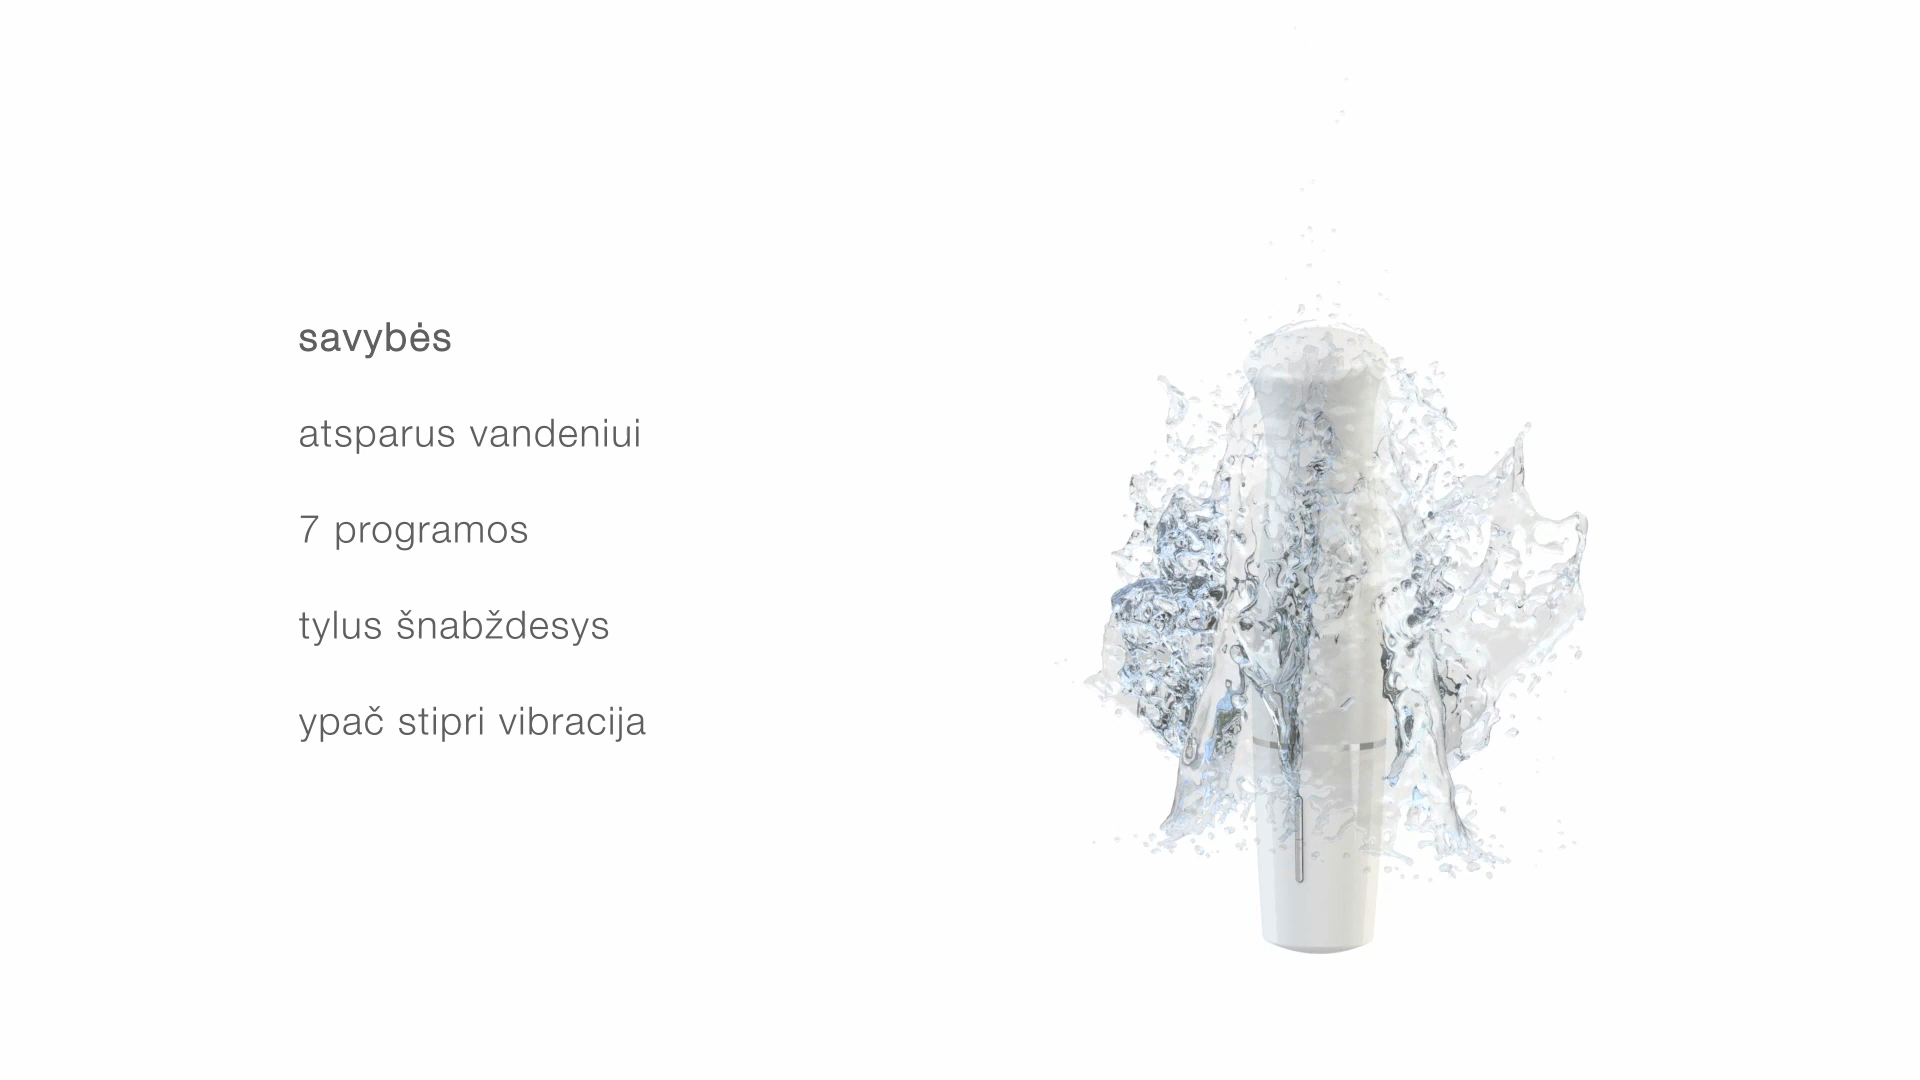 savybės
atsparus vandeniui
7 programos
tylus šnabždesys
ypač stipri vibracija